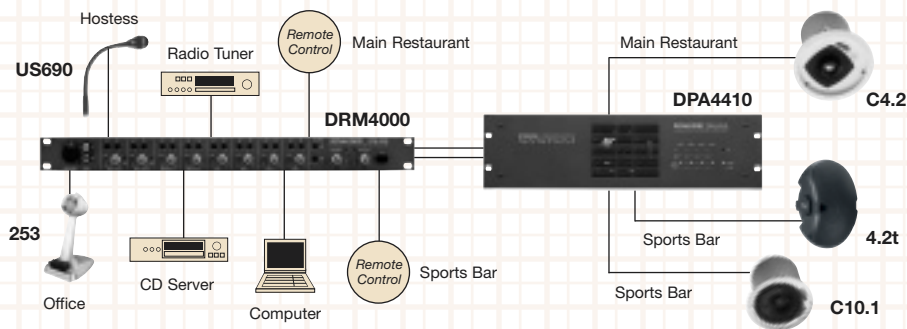 Hostess
US690
Radio Tuner
Remote
Control
Main Restaurant
DRM4000
253
Office
CD Server
Computer
Remote
Control
Sports Bar
Main Restaurant
DPA4410
C4.2
4.2t
Sports Bar
Sports Bar
C10.1